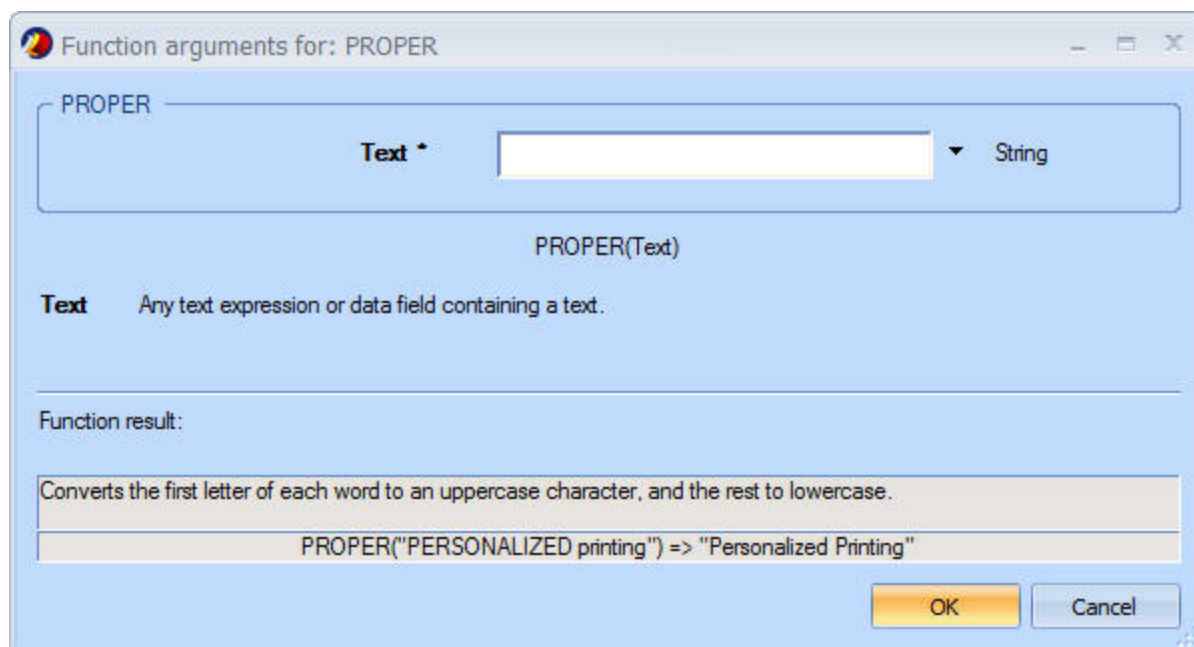 Function arguments for: PROPER
PROPER
Text * String
PROPER(Text)
Text Any text expression or data field containing a text.
Function result:
Converts the first letter of each word to an uppercase character, and the rest to lowercase.
PROPER("PERSONALIZED printing") => "Personalized Printing"
OK Cancel